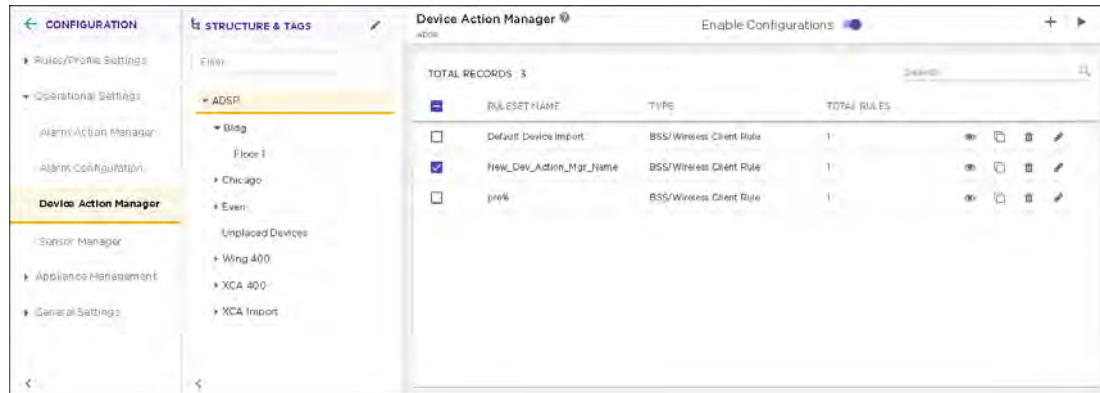 CONFIGURATION
Rules/Profile Settings
Operational Settings
Alarm Action Manager
Alarm Configuration
Device Action Manager
Sensor Manager
Appliance Management
General Settings
STRUCTURE & TAGS
Filter
ADSP
Bldg
Floor 1
Chicago
Even
Unplaced Devices
Wing 400
XCA 400
XCA Import
Device Action Manager
ADSP
Enable Configurations
TOTAL RECORDS 3
Search
RULESET NAME TYPE TOTAL RULES
Default Device Import BSS/Wireless Client Rule 1
New_Dev_Action_Mgr_Name BSS/Wireless Client Rule 1
pre% BSS/Wireless Client Rule 1